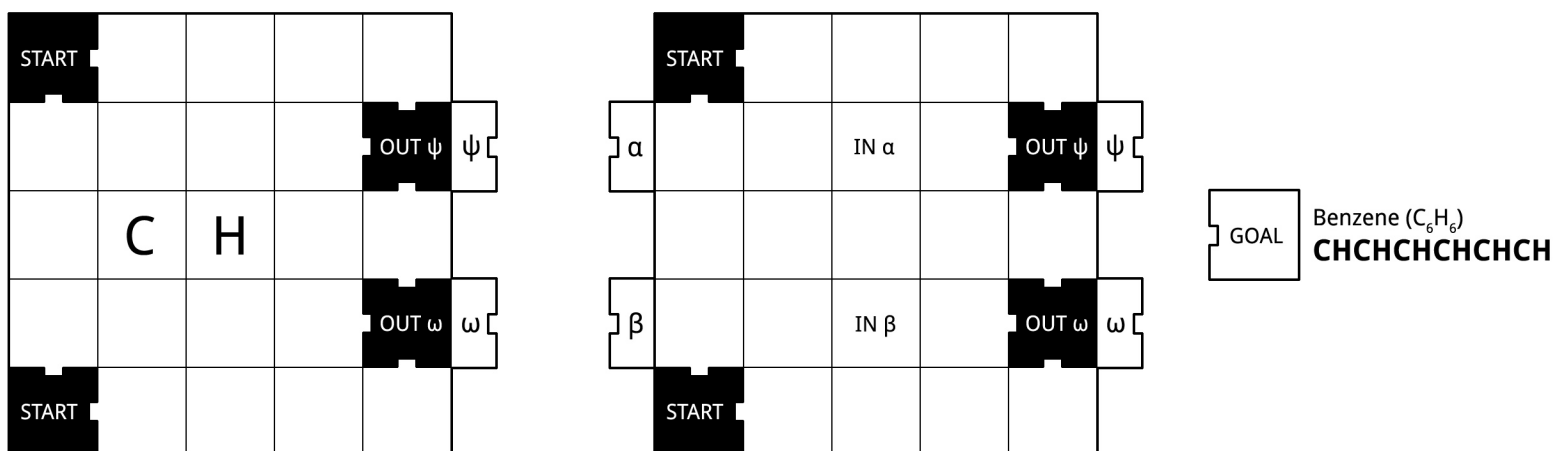 START START
OUT ψ ψ α IN α OUT ψ ψ
C H GOAL Benzene (C₆H₆)
CHCHCHCHCHCH
OUT ω ω β IN β OUT ω ω
START START